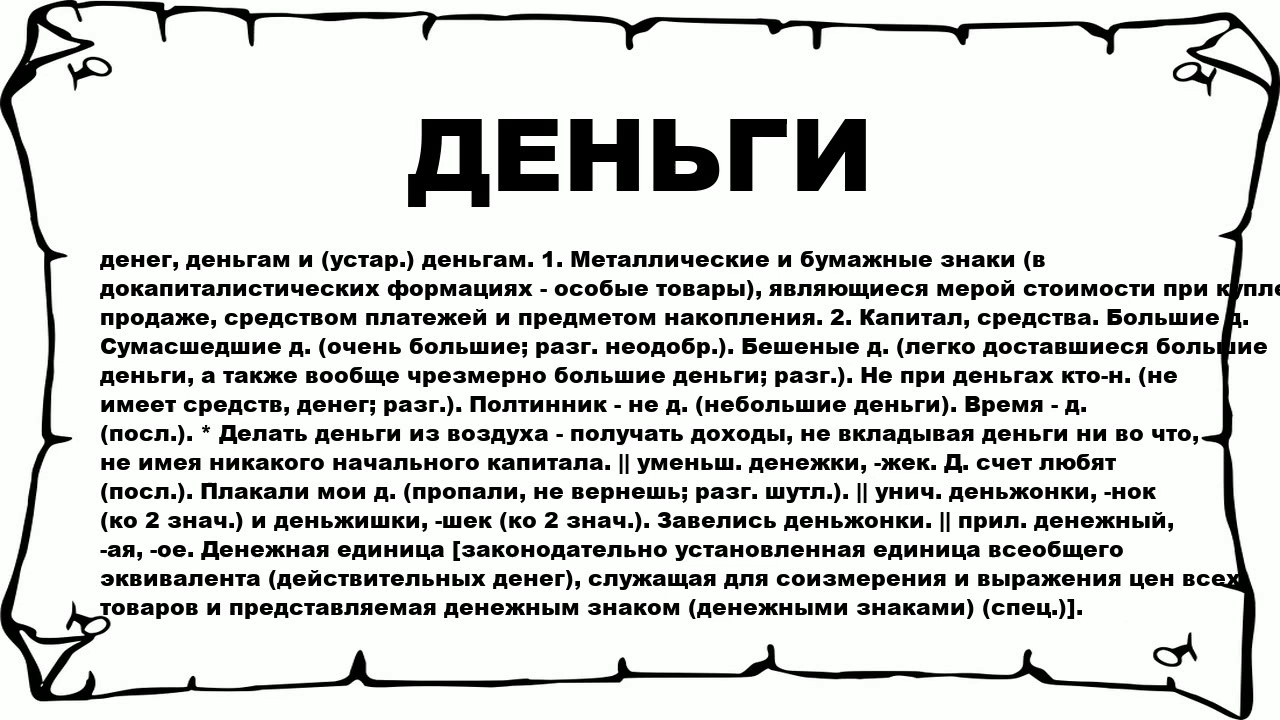 ДЕНЬГИ
денег, деньгам и (устар.) деньгам. 1. Металлические и бумажные знаки (в
докапиталистических формациях - особые товары), являющиеся мерой стоимости при купле
продаже, средством платежей и предметом накопления. 2. Капитал, средства. Большие д.
Сумасшедшие д. (очень большие; разг. неодобр.). Бешеные д. (легко доставшиеся большие
деньги, а также вообще чрезмерно большие деньги; разг.). Не при деньгах кто-н. (не
имеет средств, денег; разг.). Полтинник - не д. (небольшие деньги). Время - д.
(посл.). * Делать деньги из воздуха - получать доходы, не вкладывая деньги ни во что,
не имея никакого начального капитала. || уменьш. денежки, -жек. Д. счет любят
(посл.). Плакали мои д. (пропали, не вернешь; разг. шутл.). || унич. деньжонки, -нок
(ко 2 знач.) и деньжишки, -шек (ко 2 знач.). Завелись деньжонки. || прил. денежный,
-ая, -ое. Денежная единица [законодательно установленная единица всеобщего
эквивалента (действительных денег), служащая для соизмерения и выражения цен всех
товаров и представляемая денежным знаком (денежными знаками) (спец.)].